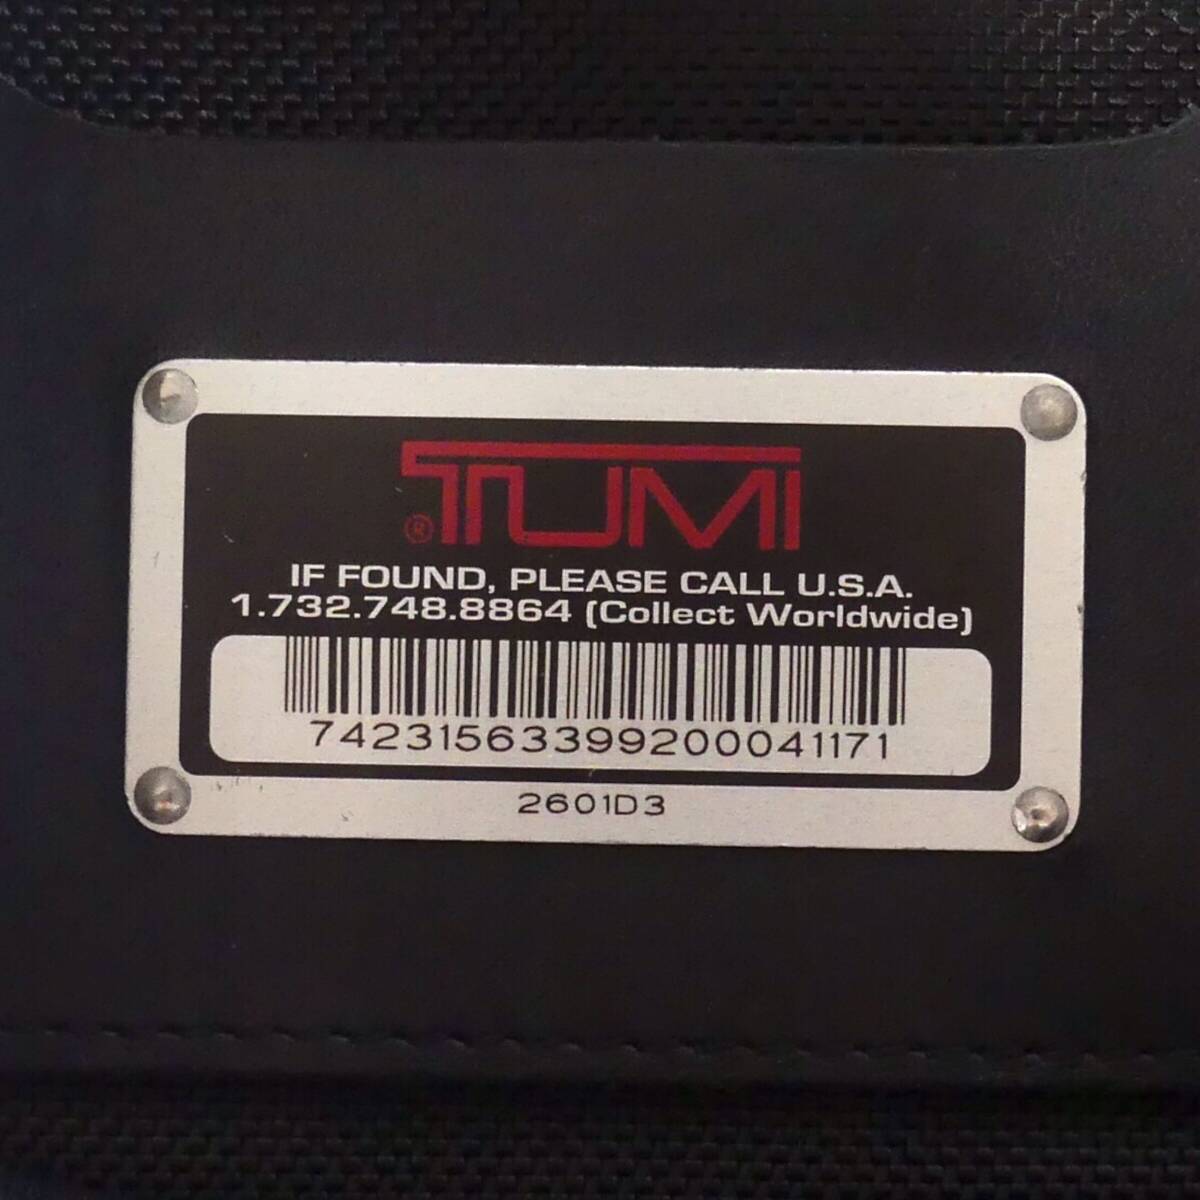 TUMI®
IF FOUND, PLEASE CALL U.S.A.
1.732.748.8864 (Collect Worldwide)
74231563399200041171
2601D3